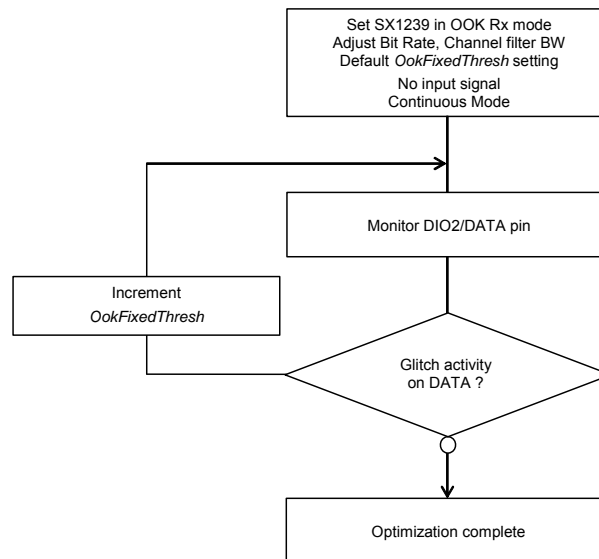 Set SX1239 in OOK Rx mode
Adjust Bit Rate, Channel filter BW
Default OokFixedThresh setting
No input signal
Continuous Mode
Monitor DIO2/DATA pin
Increment
OokFixedThresh
Glitch activity
on DATA ?
Optimization complete